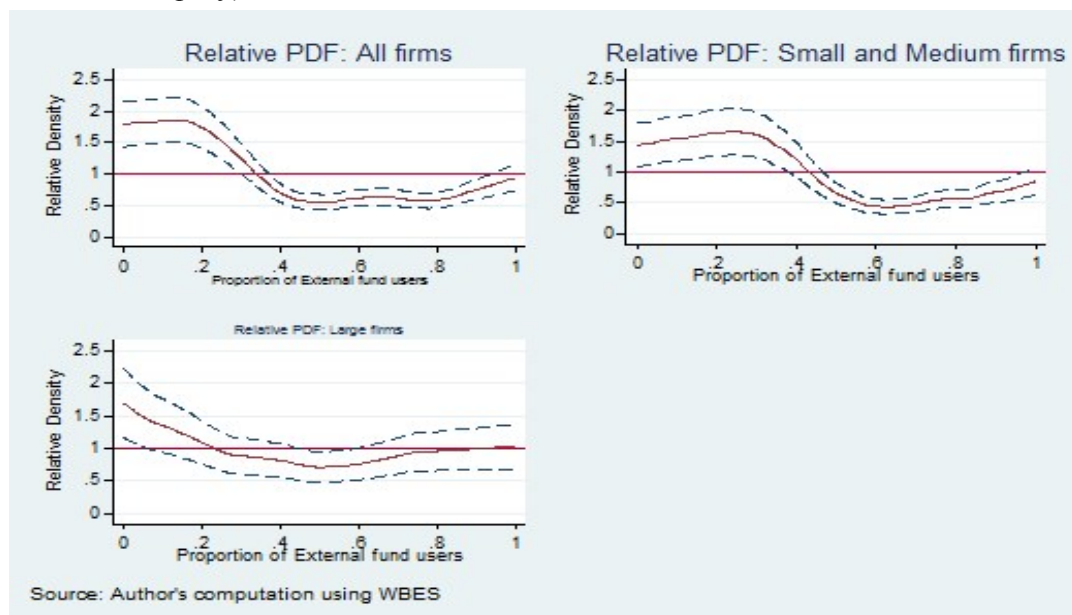 Relative PDF: All firms
2.5
2
1.5
1
.5
0
Relative Density
0 .2 .4 .6 .8 1
Proportion of External fund users
Relative PDF: Small and Medium firms
2.5
2
1.5
1
.5
0
Relative Density
0 .2 .4 .6 .8 1
Proportion of External fund users
Relative PDF: Large firms
2.5
2
1.5
1
.5
0
Relative Density
0 .2 .4 .6 .8 1
Proportion of External fund users
Source: Author's computation using WBES